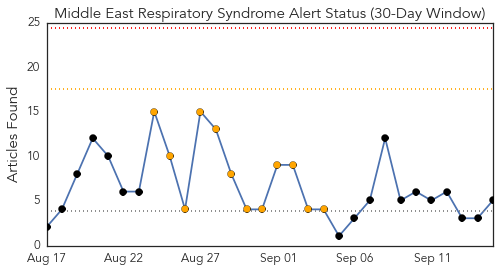 Middle East Respiratory Syndrome Alert Status (30-Day Window)
Articles Found
25
20
15
10
5
0
Aug 17 Aug 22 Aug 27 Sep 01 Sep 06 Sep 11